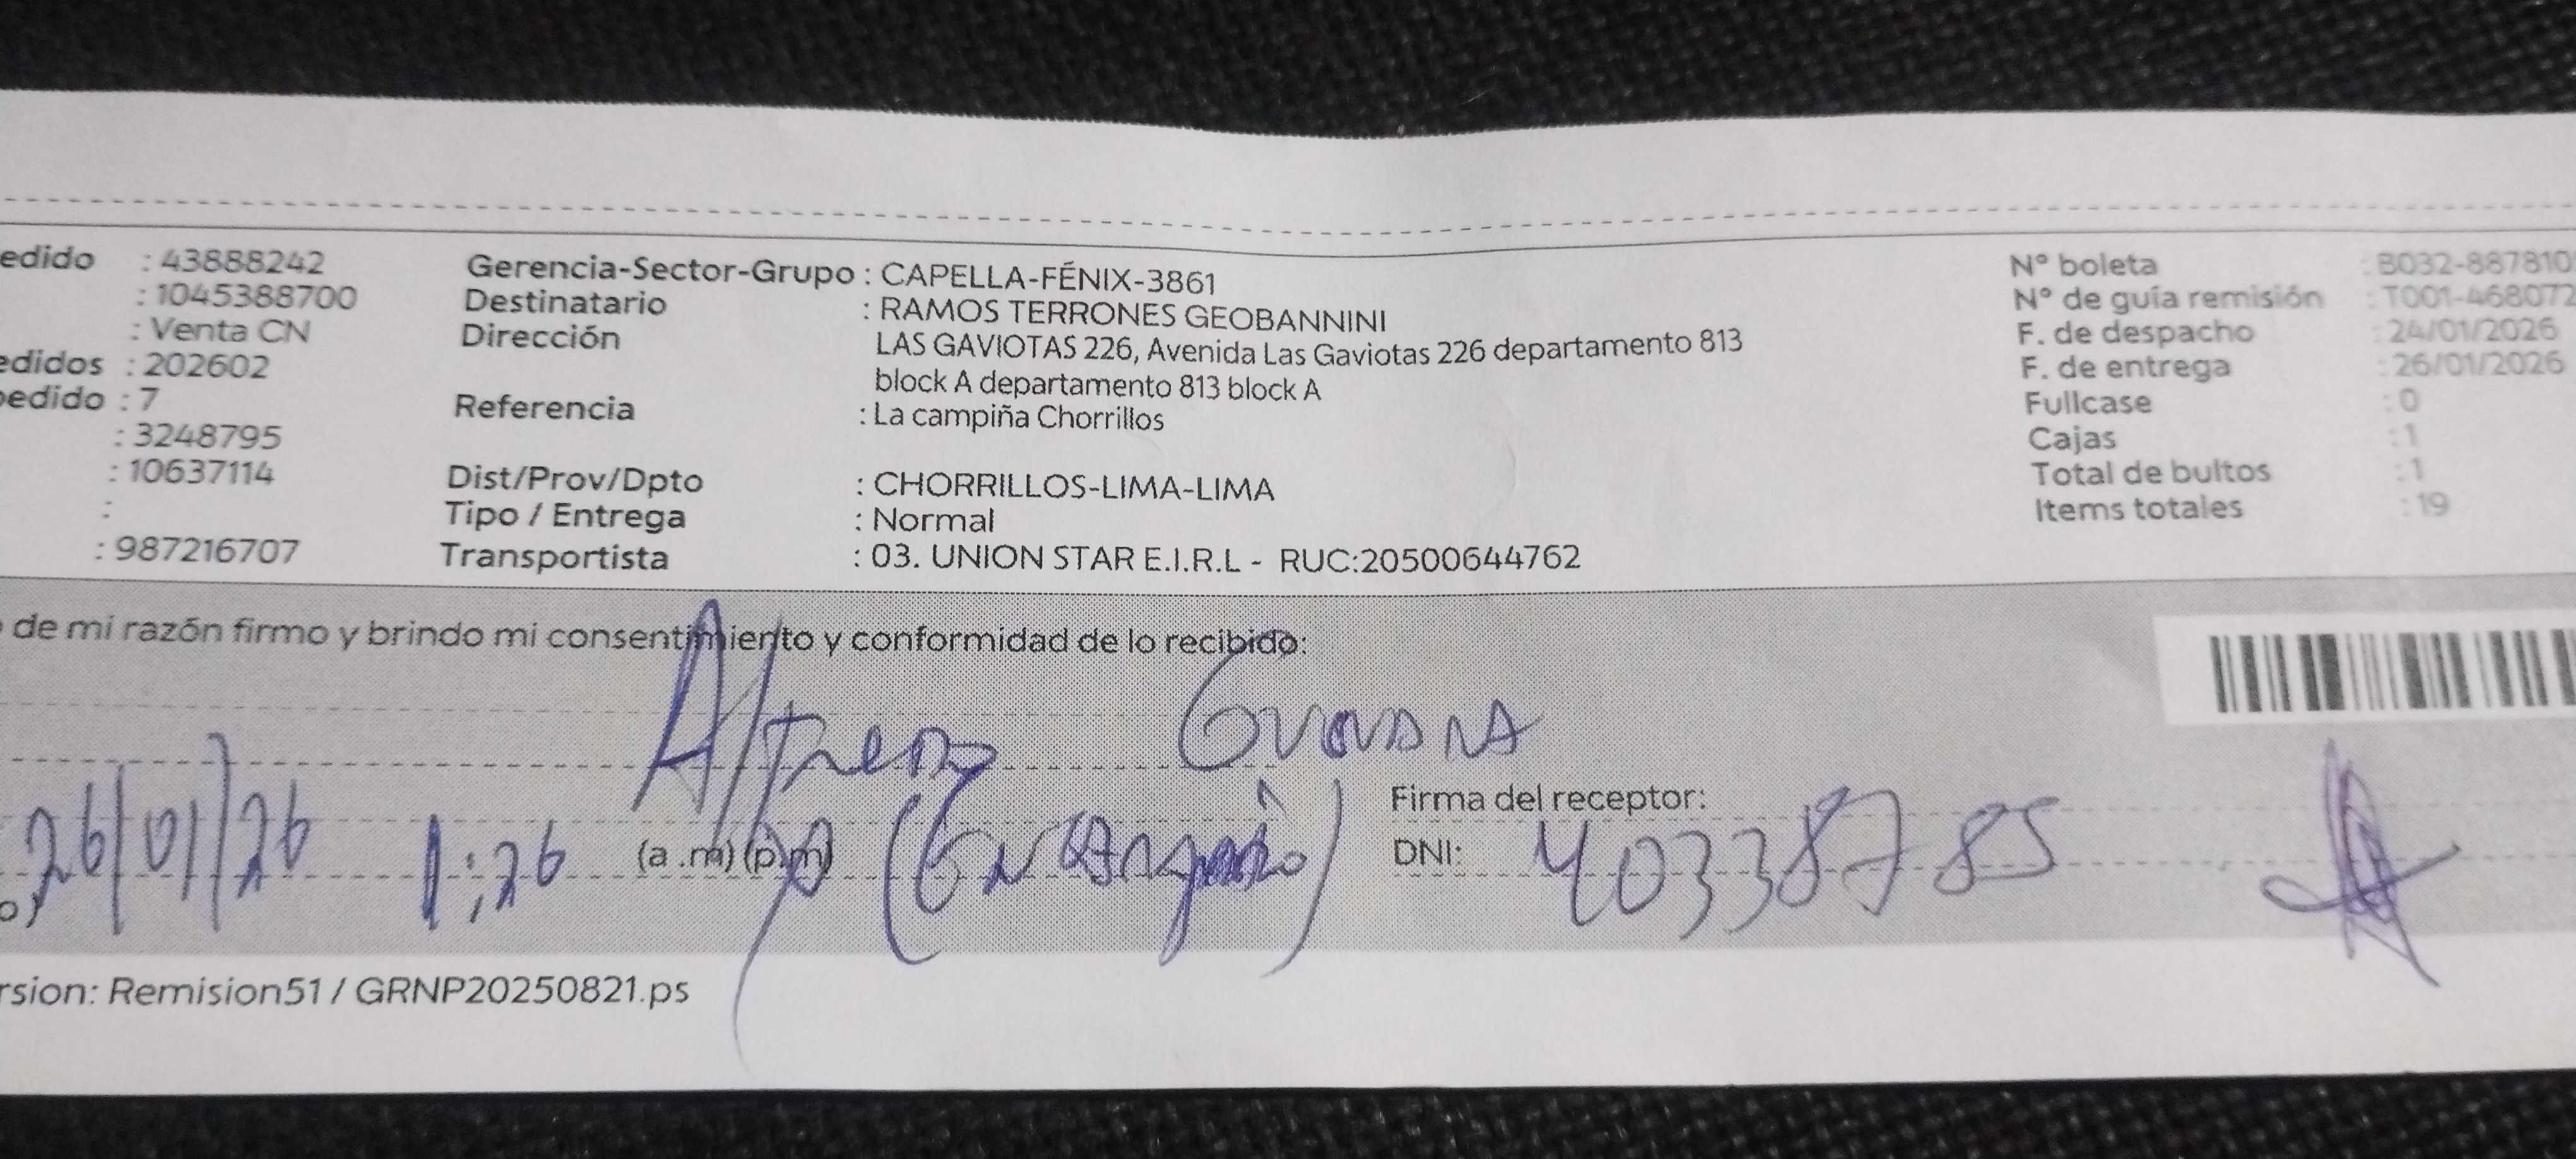 edido : 43888242
: 1045388700
: Venta CN
edidos : 202602
pedido : 7
: 3248795
: 10637114
:
: 987216707
Gerencia-Sector-Grupo : CAPELLA-FÉNIX-3861
Destinatario : RAMOS TERRONES GEOBANNINI
Dirección : LAS GAVIOTAS 226, Avenida Las Gaviotas 226 departamento 813
block A departamento 813 block A
Referencia : La campiña Chorrillos
Dist/Prov/Dpto : CHORRILLOS-LIMA-LIMA
Tipo / Entrega : Normal
Transportista : 03. UNION STAR E.I.R.L - RUC:20500644762
N° boleta : B032-887810
N° de guía remisión : T001-468072
F. de despacho : 24/01/2026
F. de entrega : 26/01/2026
Fullcase : 0
Cajas : 1
Total de bultos : 1
Items totales : 19
de mi razón firmo y brindo mi consentimiento y conformidad de lo recibido:
Alfredo
26/01/26 1:26 (a.m) (p.m)
Firma del receptor:
DNI: 40338785
rsion: Remision51 / GRNP20250821.ps